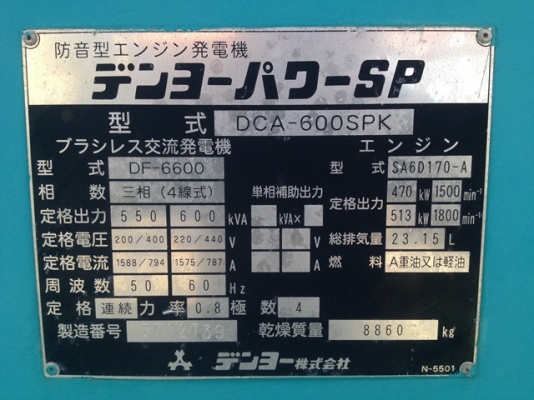 防音型エンジン発電機
デンヨーパワーSP
型式 DCA-600SPK
ブラシレス交流発電機 エンジン
型式 DF-6600 型式 SA6D170-A
相数 三相(4線式) 単相補助出力 470 kW 1500 min⁻¹
定格出力 550 600 kVA kVA× 定格出力 513 kW 1800 min⁻¹
定格電圧 200/400 220/440 V V 総排気量 23.15 L
定格電流 1588/794 1575/787 A A 燃料 A重油又は軽油
周波数 50 60 Hz
定格 連続 力率 0.8 極数 4
製造番号 乾燥質量 8860 kg
デンヨー株式会社
N-5501